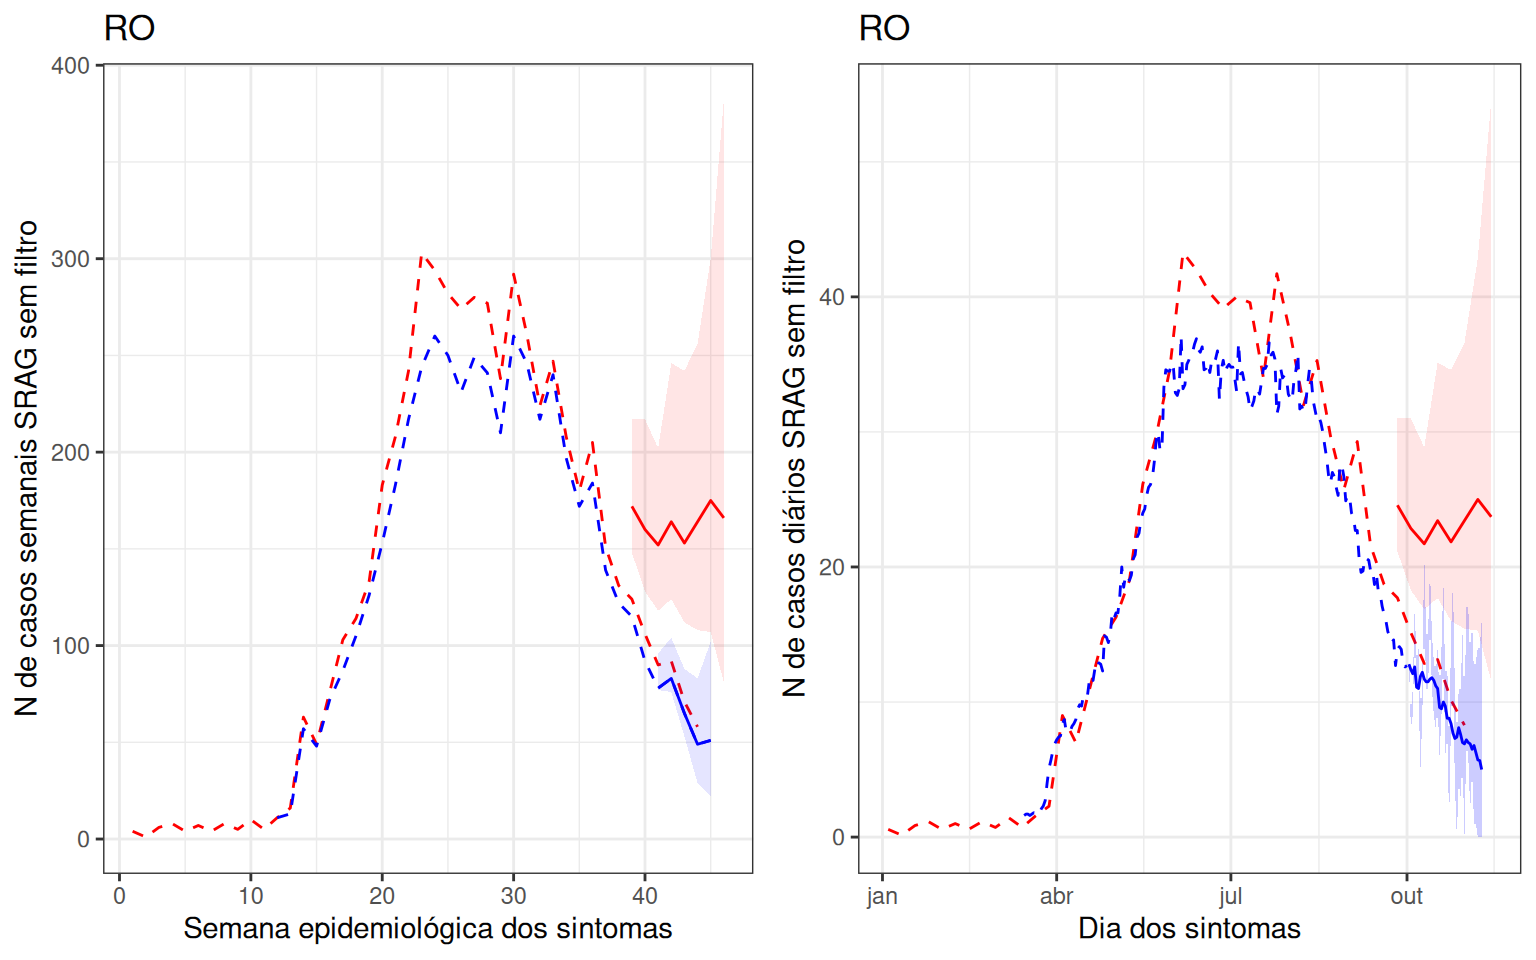 RO
N de casos semanais SRAG sem filtro
400
300
200
100
0
0 10 20 30 40
Semana epidemiológica dos sintomas
RO
N de casos diários SRAG sem filtro
40
20
0
jan abr jul out
Dia dos sintomas